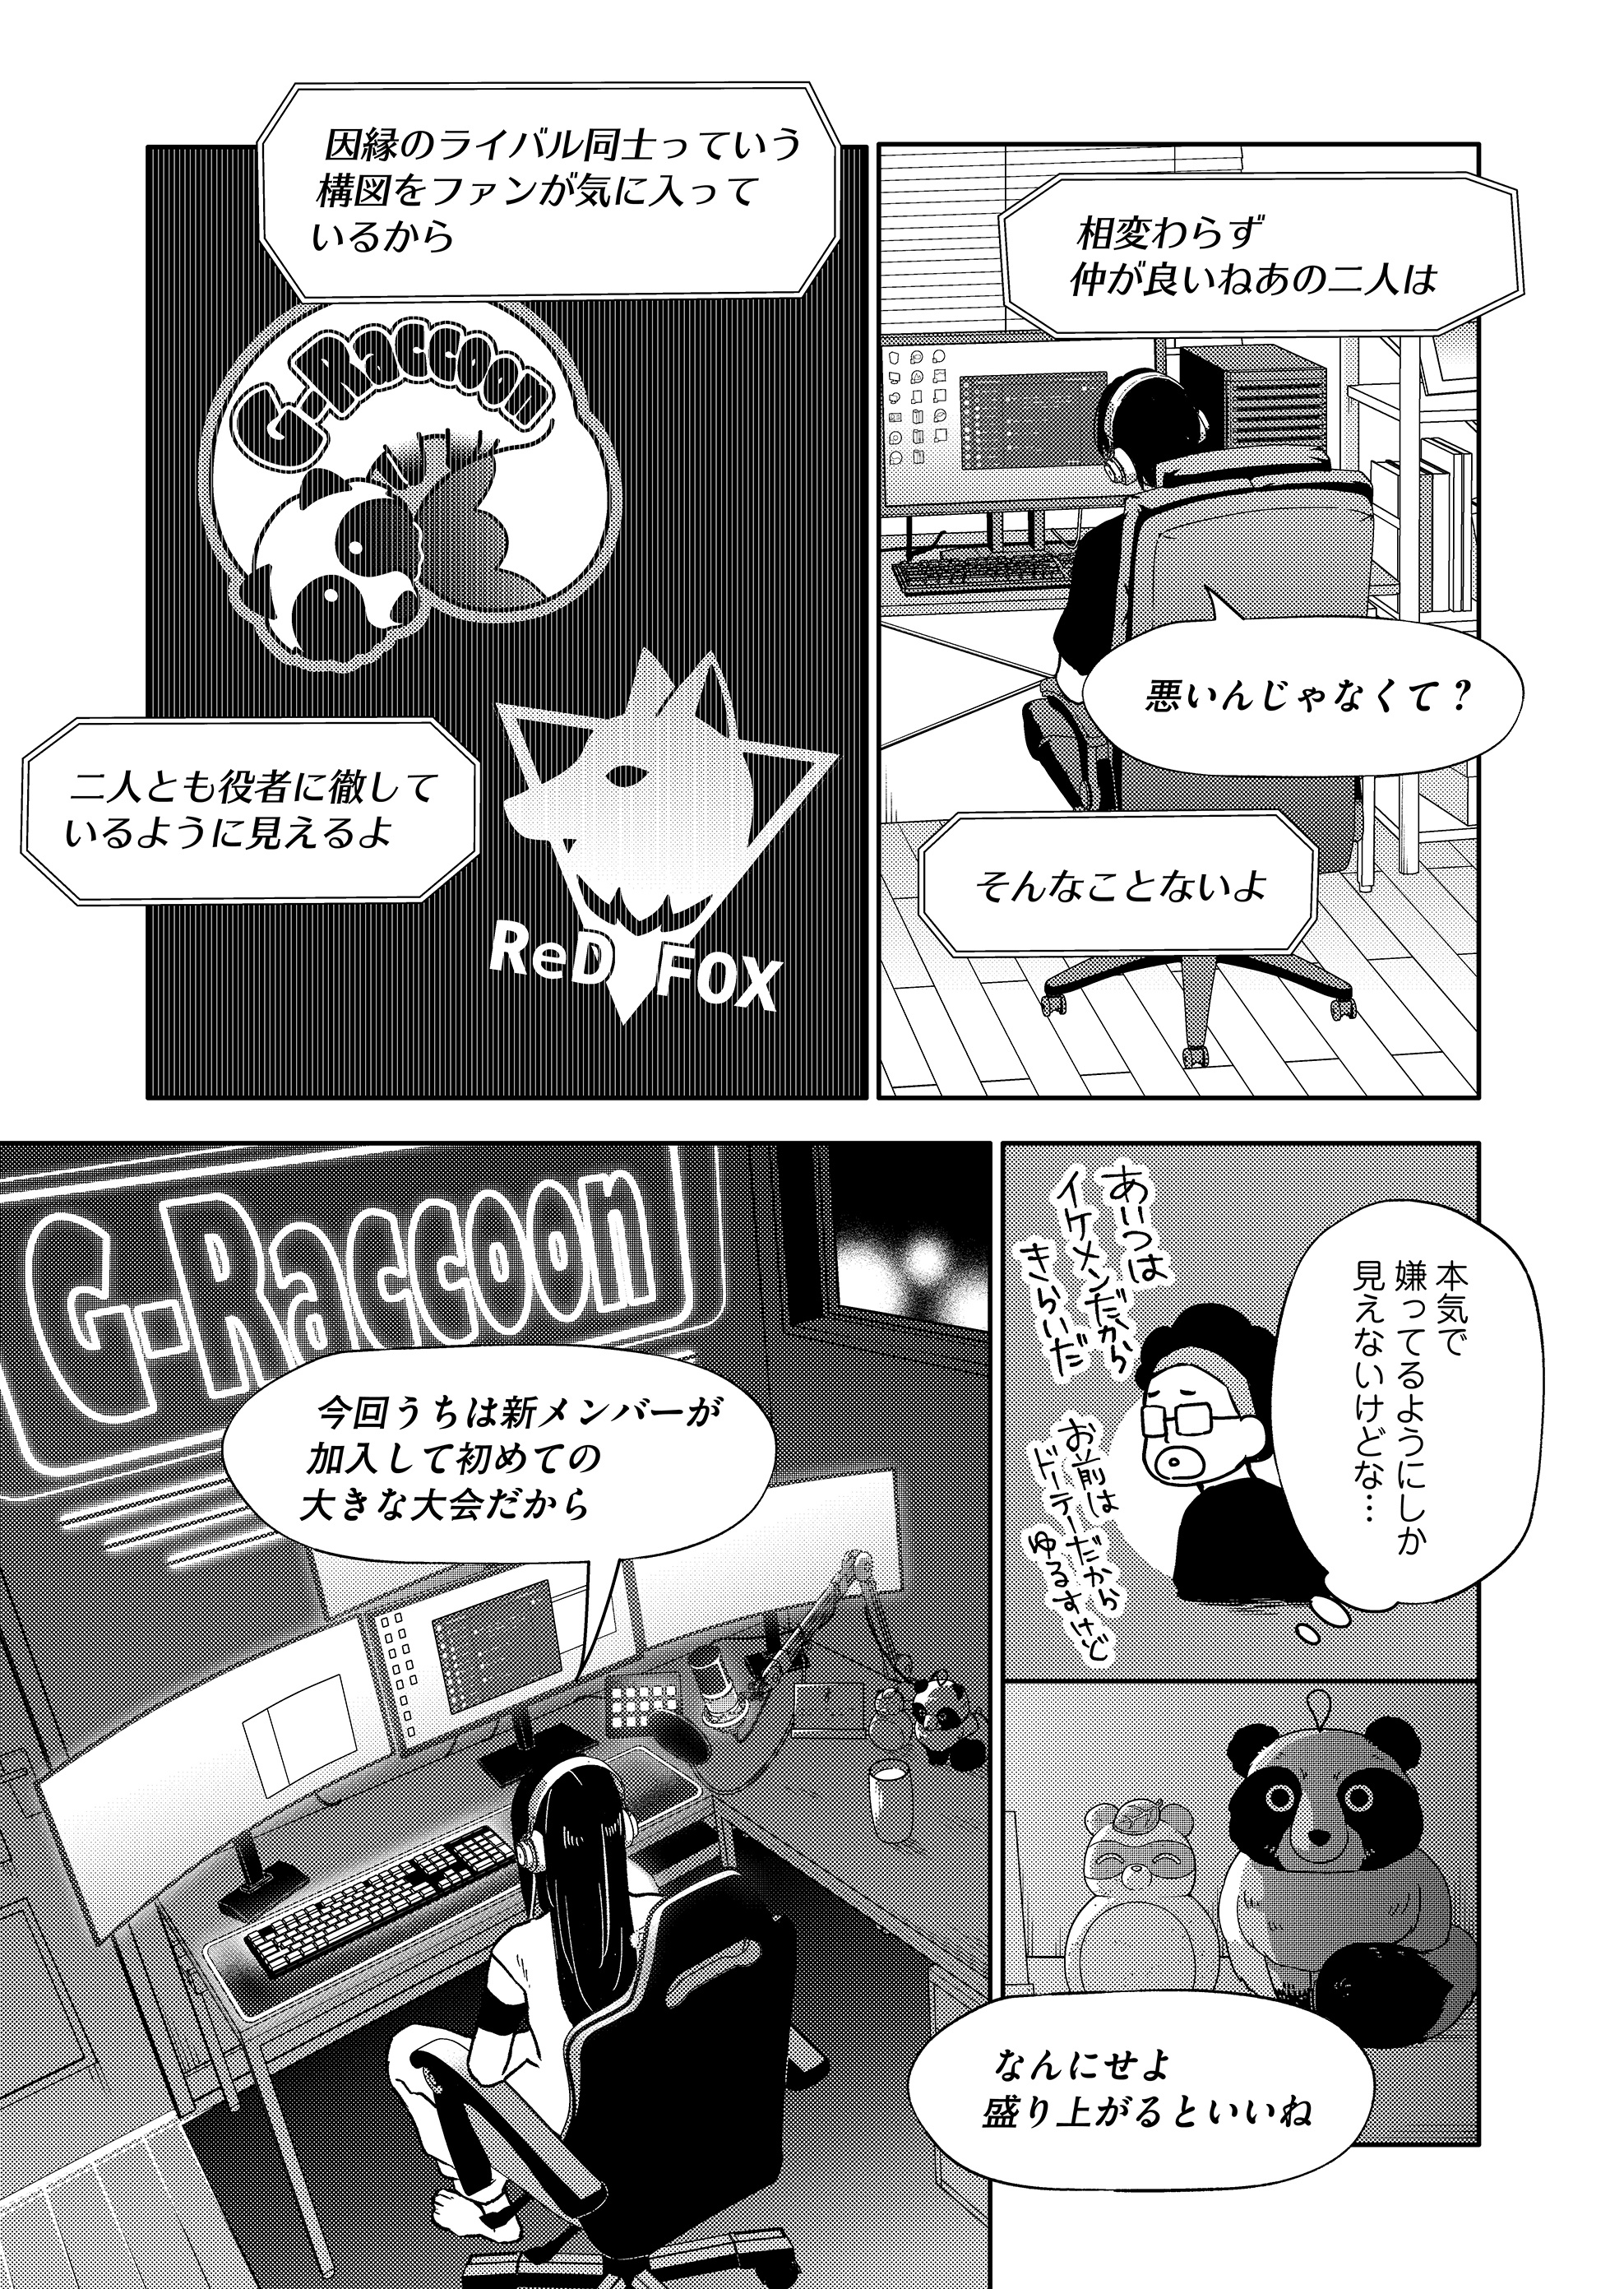 相変わらず
仲が良いねあの二人は
悪いんじゃなくて？
そんなことないよ
因縁のライバル同士っていう
構図をファンが気に入って
いるから
G-Raccoon
二人とも役者に徹して
いるように見えるよ
ReD FOX
本気で
嫌ってるようにしか
見えないけどな…
あいつは
イケメンだから
きらいだ
お前は
ドーテーだから
ゆるすけど
なんにせよ
盛り上がるといいね
G-Raccoon
今回うちは新メンバーが
加入して初めての
大きな大会だから